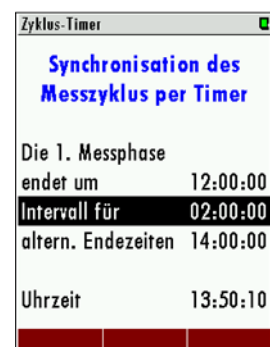 Zyklus-Timer
Synchronisatio des
Messzyklus per Timer
Die 1. Messphase
endet um 12:00:00
Intervall für 02:00:00
altern. Endezeiten 14:00:00
Uhrzeit 13:50:10